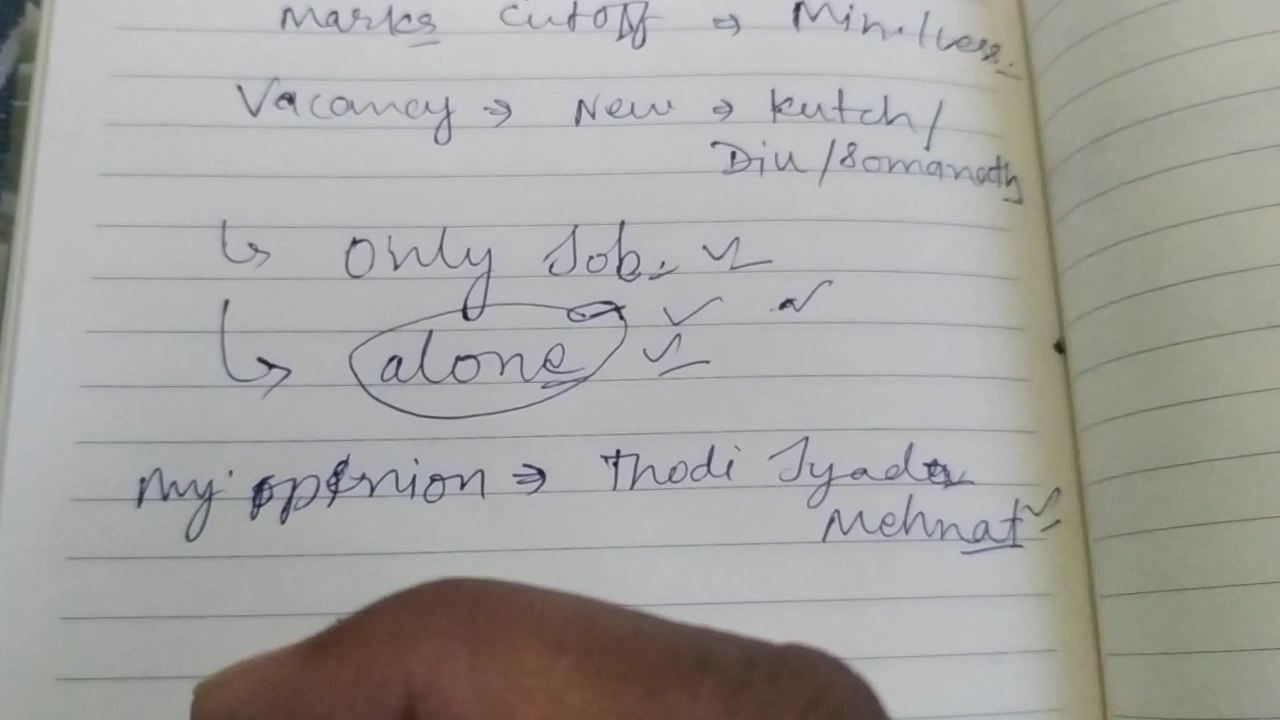 Marks cutoff → Min./less.
Vacancy → New → Kutch/
Diu/Somanath
↳ Only Job.
↳ alone
My opinion → Thodi Jyada
Mehnat